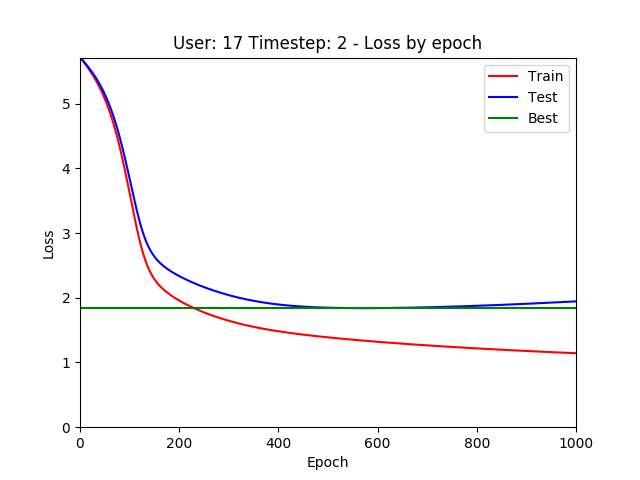 User: 17 Timestep: 2 - Loss by epoch
Train
Test
Best
5
4
3
2
1
0
Loss
0 200 400 600 800 1000
Epoch